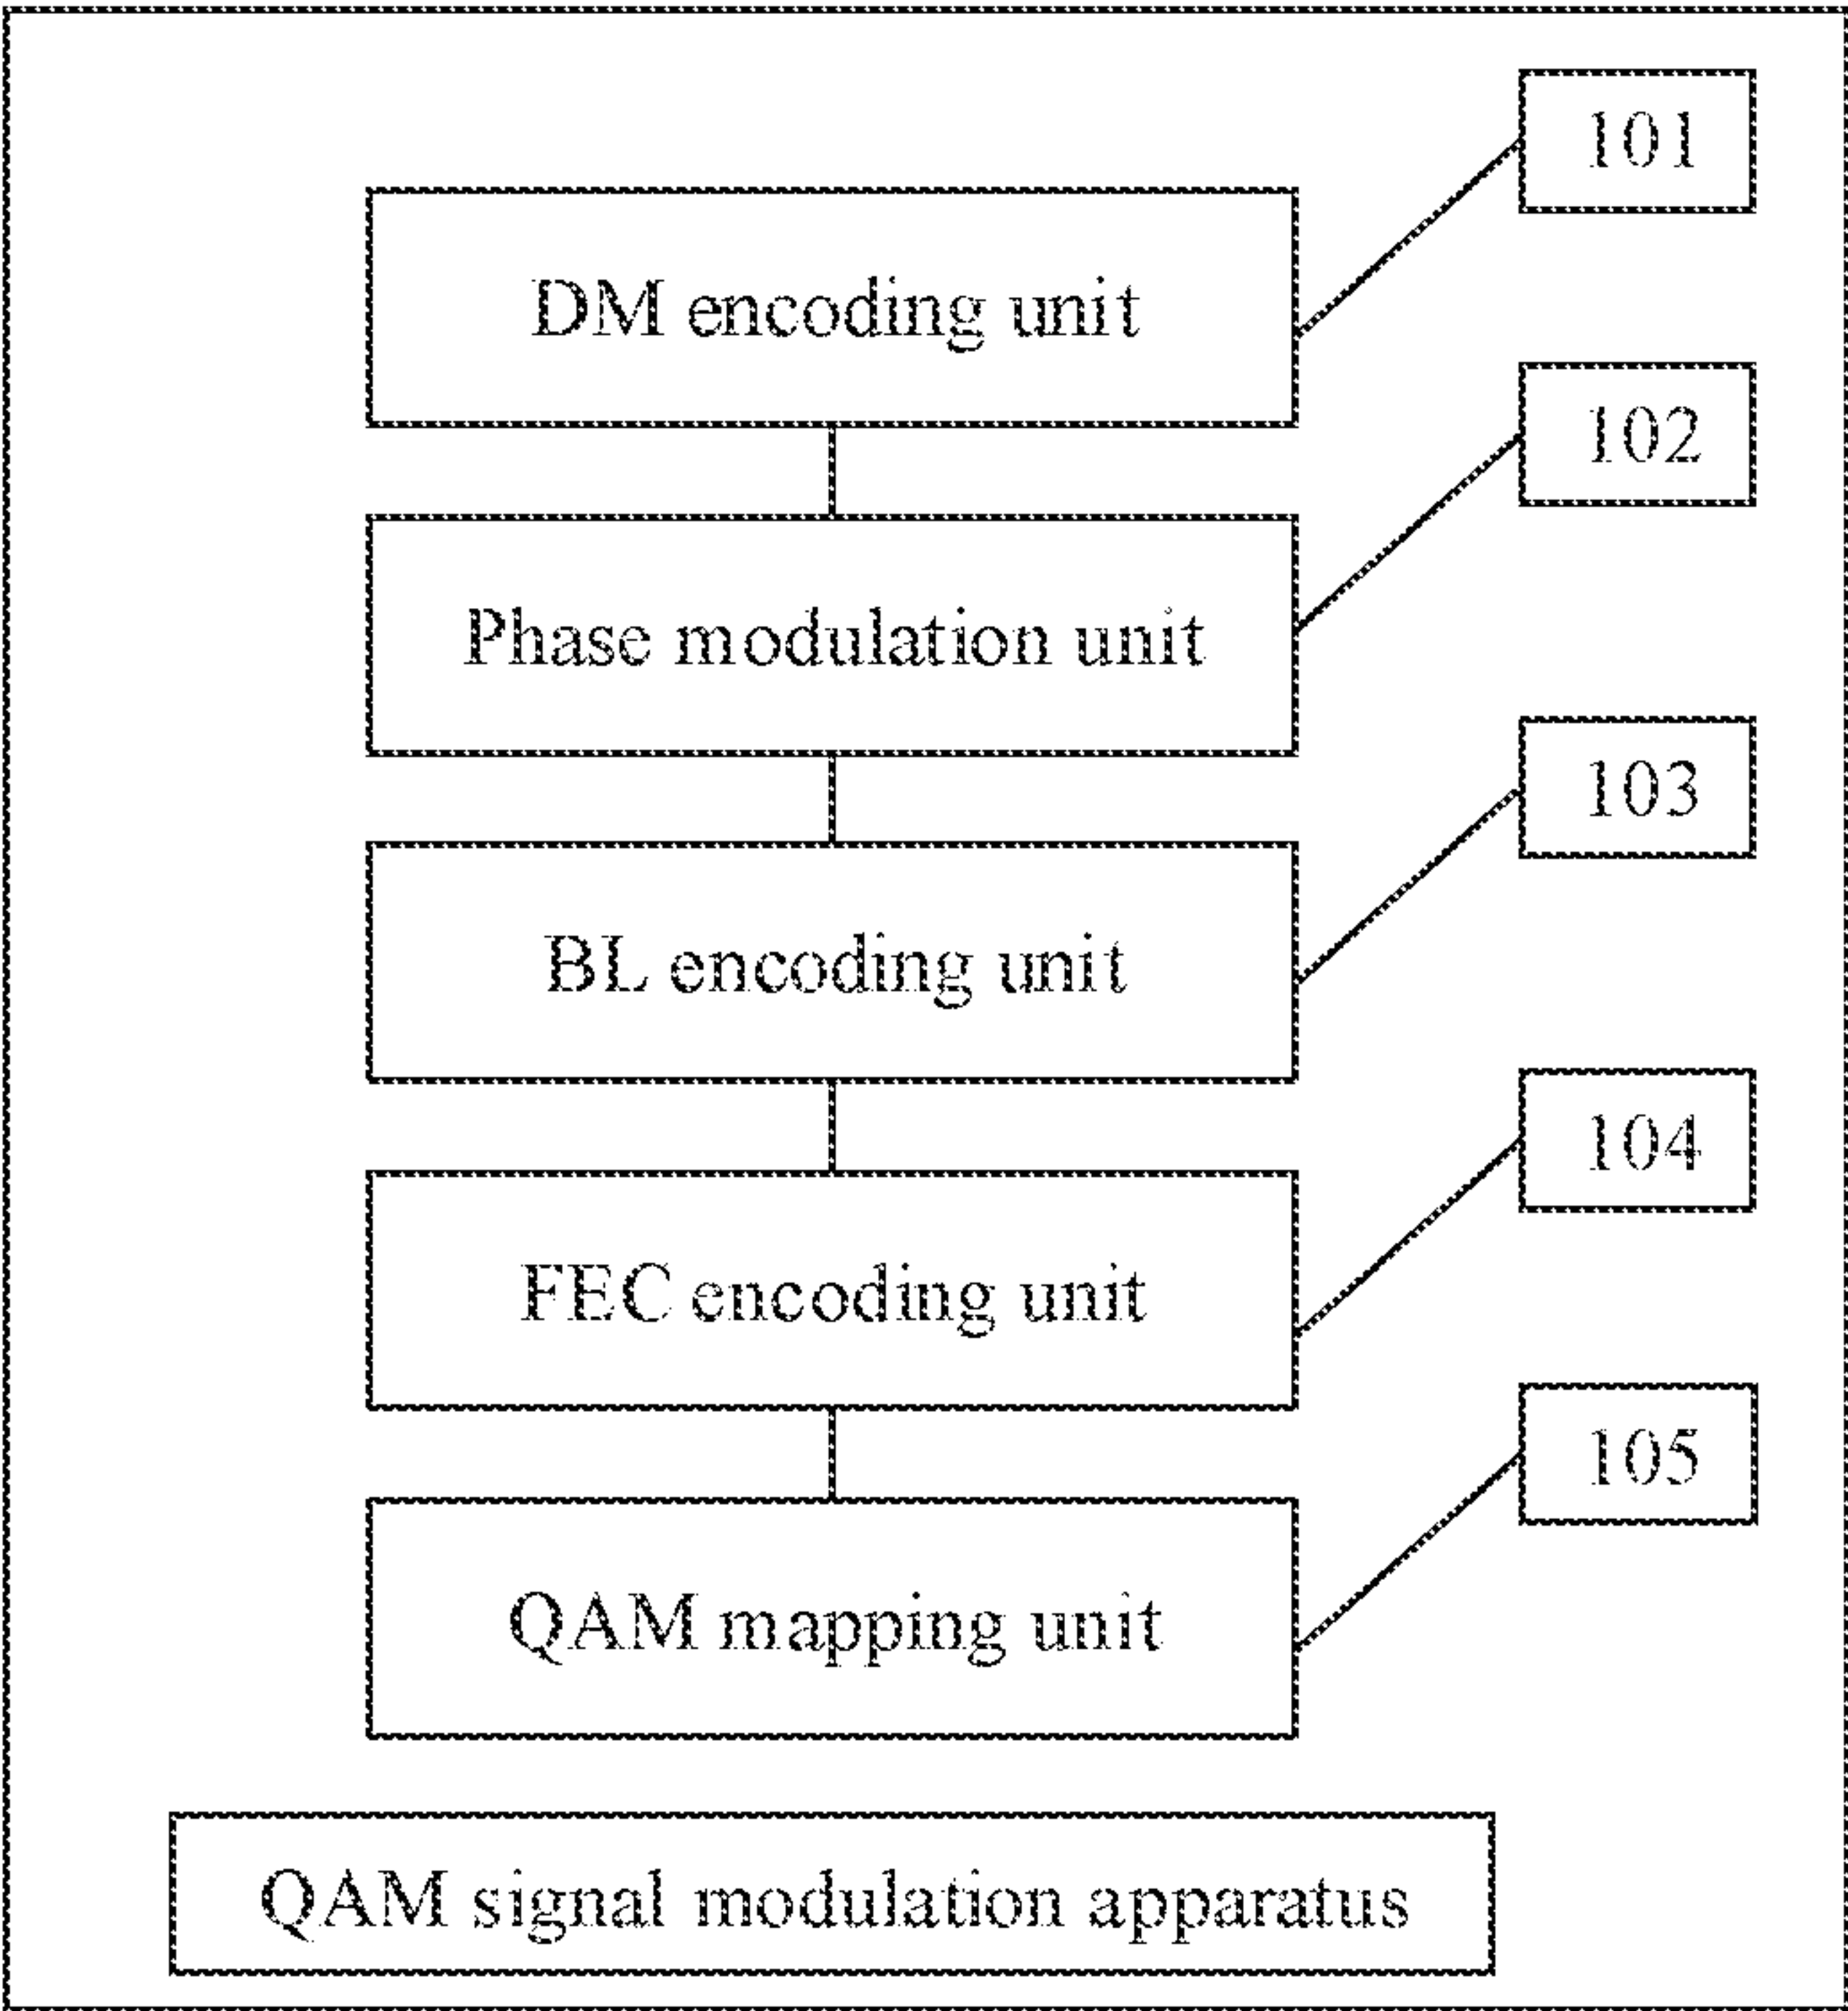 101
DM encoding unit
102
Phase modulation unit
103
BL encoding unit
104
FEC encoding unit
105
QAM mapping unit
QAM signal modulation apparatus